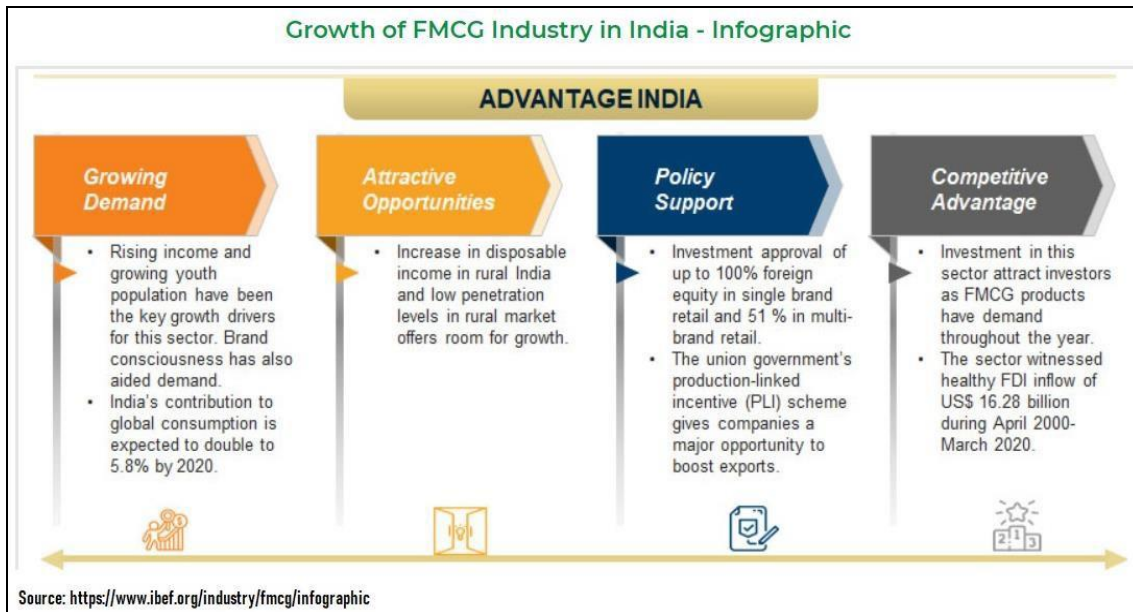 Growth of FMCG Industry in India - Infographic
ADVANTAGE INDIA
Growing
Demand
• Rising income and
growing youth
population have been
the key growth drivers
for this sector. Brand
consciousness has also
aided demand.
• India's contribution to
global consumption is
expected to double to
5.8% by 2020.
Attractive
Opportunities
• Increase in disposable
income in rural India
and low penetration
levels in rural market
offers room for growth.
Policy
Support
• Investment approval of
up to 100% foreign
equity in single brand
retail and 51 % in multi-
brand retail.
• The union government's
production-linked
incentive (PLI) scheme
gives companies a
major opportunity to
boost exports.
Competitive
Advantage
• Investment in this
sector attract investors
as FMCG products
have demand
throughout the year.
• The sector witnessed
healthy FDI inflow of
US$ 16.28 billion
during April 2000-
March 2020.
2 1 3
Source: https://www.ibef.org/industry/fmcg/infographic